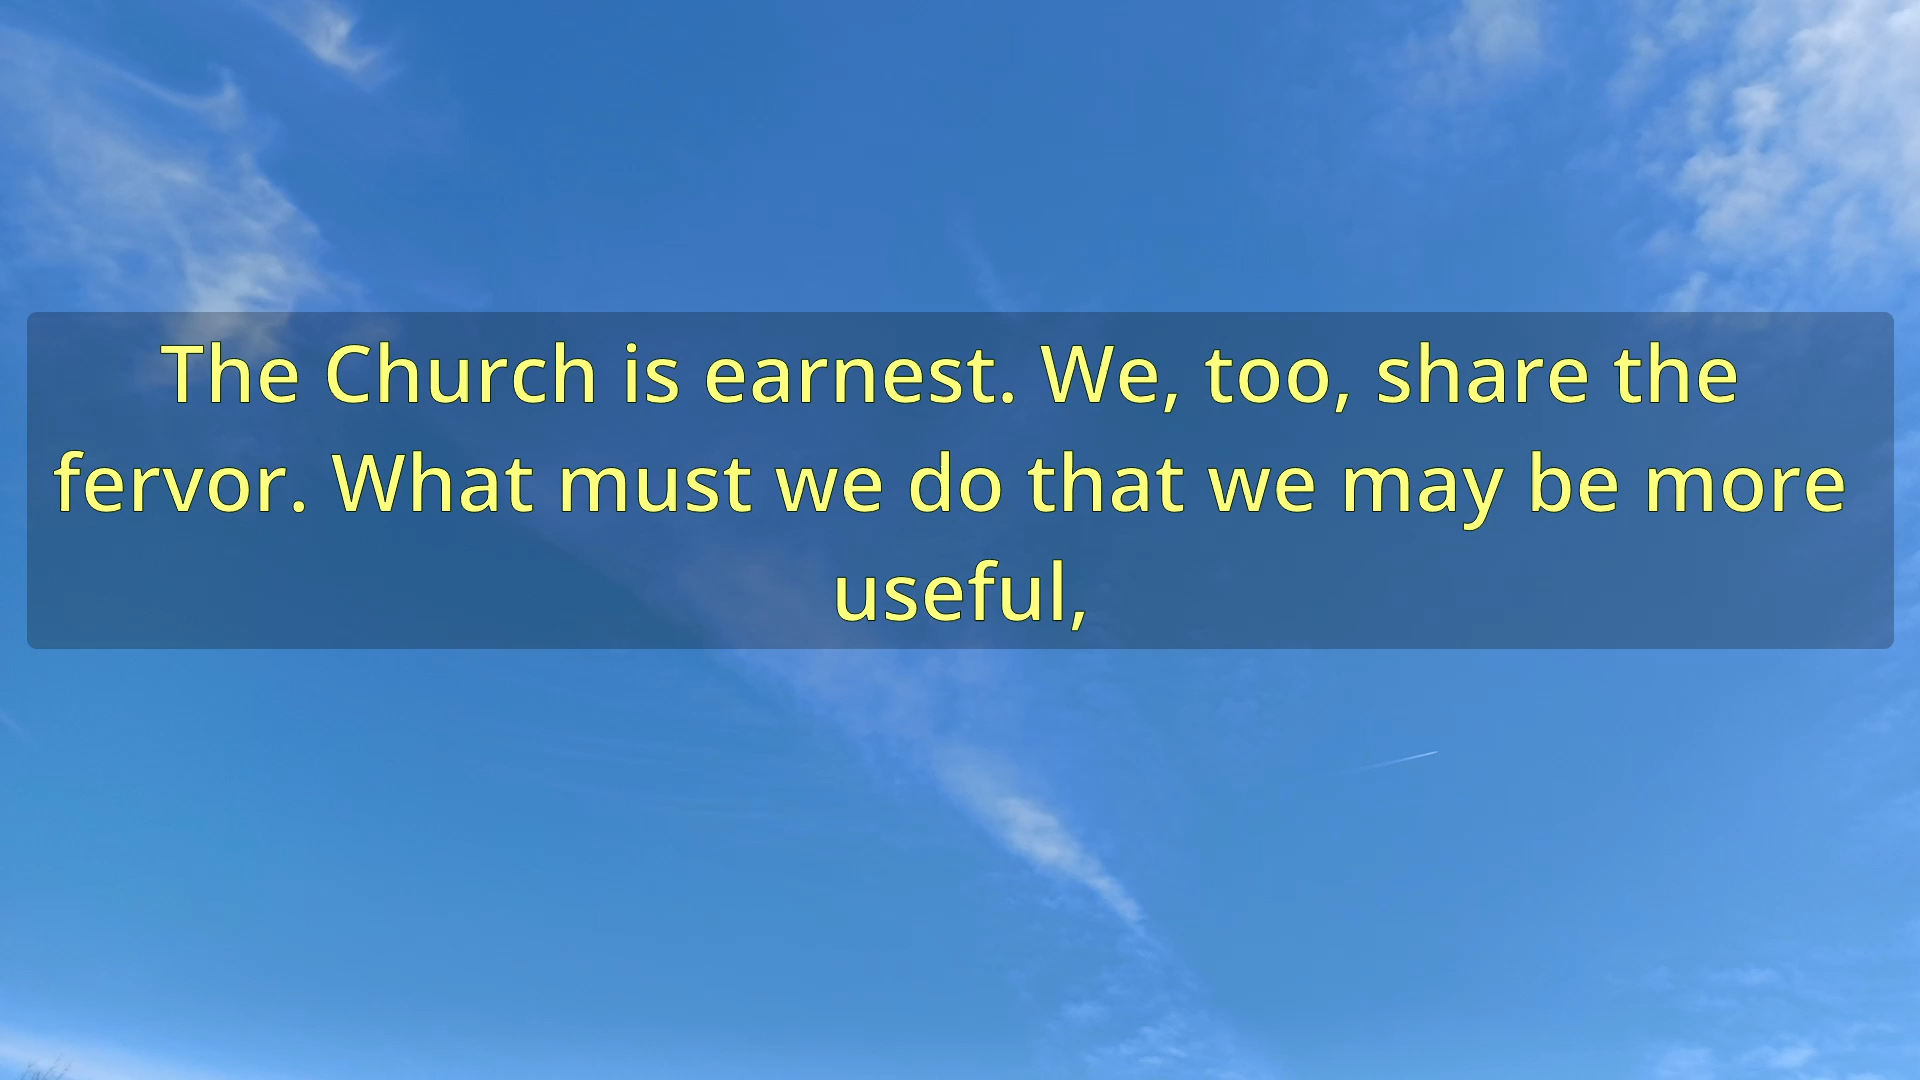 The Church is earnest. We, too, share the
fervor. What must we do that we may be more
useful,